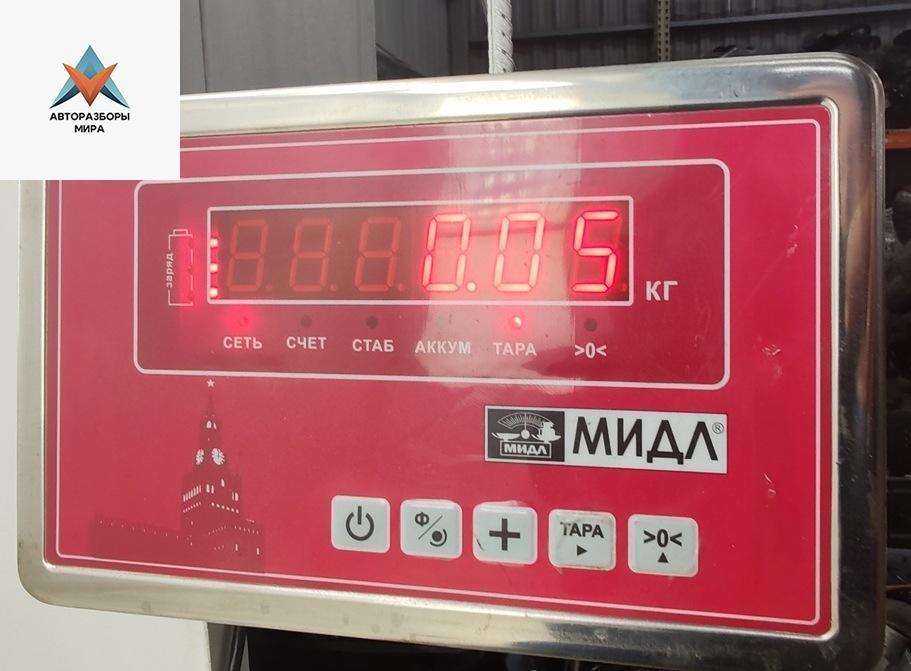 АВТОРАЗБОРЫ
МИРА
заряд
0.05
КГ
СЕТЬ СЧЕТ СТАБ АККУМ ТАРА >0<
МИДЛ МИДЛ®
Ф/ + ТАРА >0<